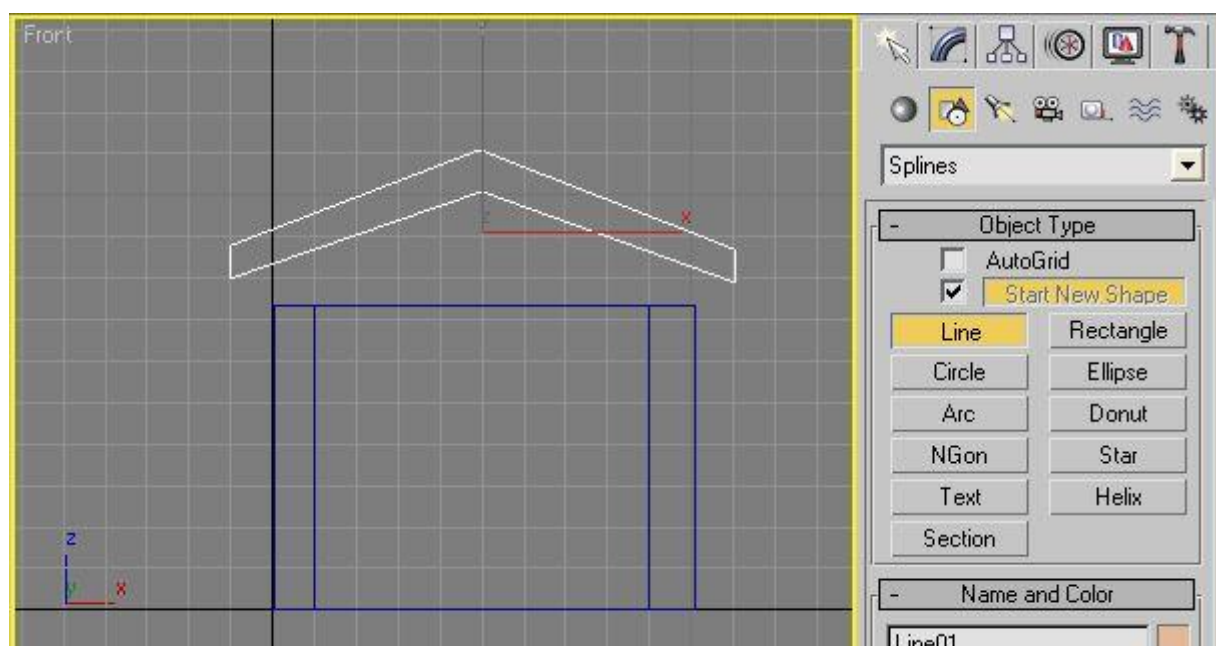 Front
x
z
y
x
Splines
- Object Type
AutoGrid
Start New Shape
Line Rectangle
Circle Ellipse
Arc Donut
NGon Star
Text Helix
Section
- Name and Color
Line01